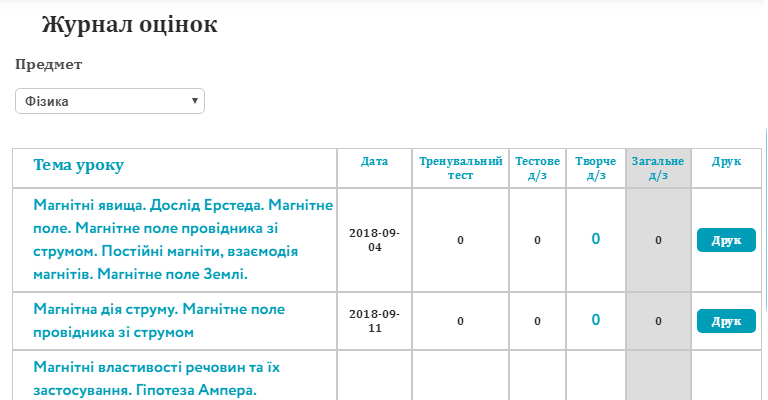 Журнал оцінок
Предмет
Фізика
Тема уроку
Дата
Тренувальний
тест
Тестове
д/з
Творче
д/з
Загальне
д/з
Друк
Магнітні явища. Дослід Ерстеда. Магнітне
поле. Магнітне поле провідника зі
струмом. Постійні магніти, взаємодія
магнітів. Магнітне поле Землі.
2018-09-
04
0
0
0
0
Друк
Магнітна дія струму. Магнітне поле
провідника зі струмом
2018-09-
11
0
0
0
0
Друк
Магнітні властивості речовин та їх
застосування. Гіпотеза Ампера.